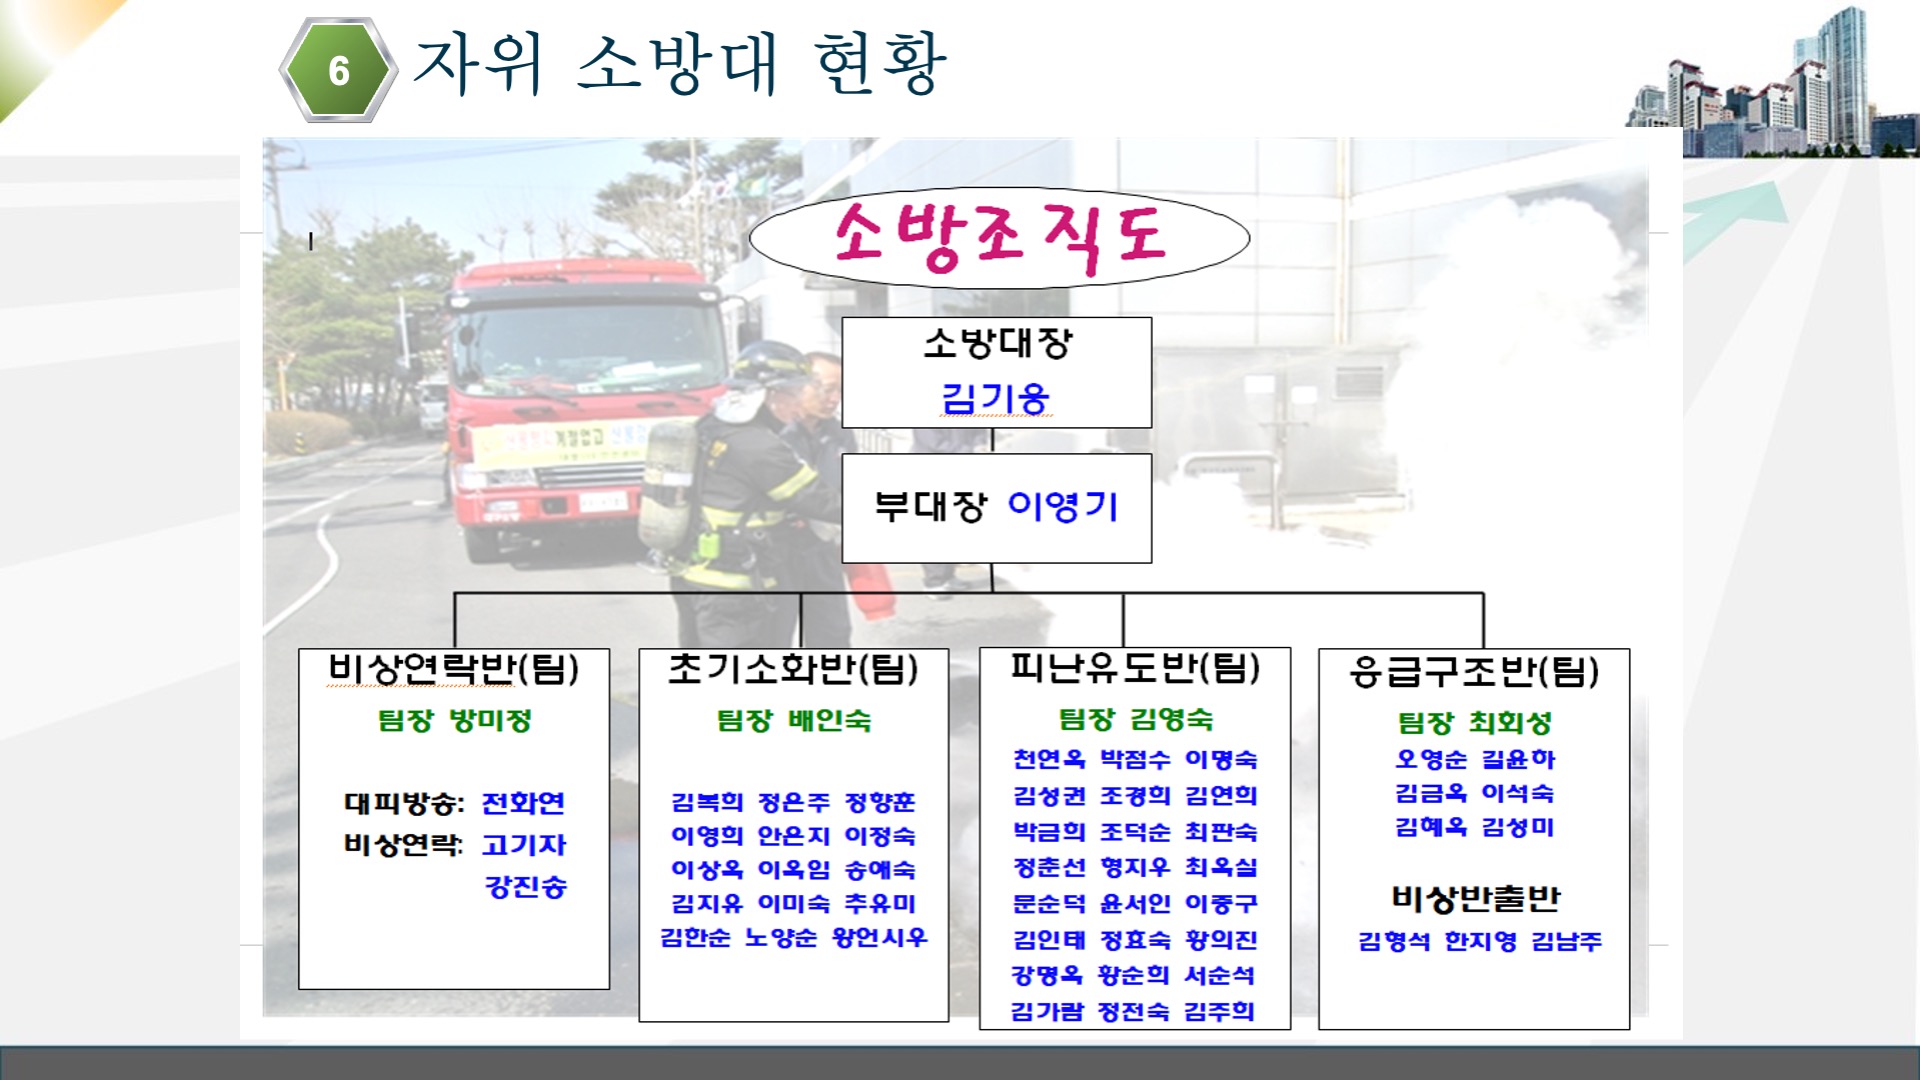 6
자위 소방대 현황
소방조직도
소방대장
김기웅
부대장 이영기
비상연락반(팀)
팀장 방미정
대피방송: 전화연
비상연락: 고기자
강진송
초기소화반(팀)
팀장 배인숙
김복희 정은주 정향훈
이영희 안은지 이정숙
이상옥 이옥임 송애숙
김지유 이미숙 추유미
김한순 노양순 왕언시우
피난유도반(팀)
팀장 김영숙
천연옥 박점수 이명숙
김성권 조경희 김연희
박금희 조덕순 최판숙
정춘선 형지우 최옥실
문순덕 윤서인 이중구
김인태 정효숙 황의진
강명옥 황순희 서순석
김가람 정전숙 김주희
응급구조반(팀)
팀장 최회성
오영순 길윤하
김금옥 이석숙
김혜옥 김성미
비상반출반
김형석 한지영 김남주